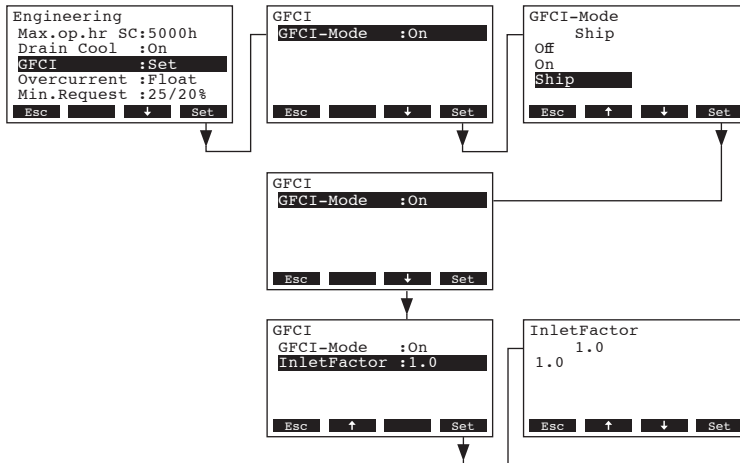 Engineering
Max.op.hr SC:5000h
Drain Cool :On
GFCI :Set
Overcurrent :Float
Min.Request :25/20%
Esc ↓ Set
GFCI
GFCI-Mode :On
Esc ↓ Set
GFCI-Mode
Ship
Off
On
Ship
Esc ↑ ↓ Set
GFCI
GFCI-Mode :On
Esc ↓ Set
GFCI
GFCI-Mode :On
InletFactor :1.0
Esc ↑ Set
InletFactor
1.0
1.0
Esc ↑ ↓ Set